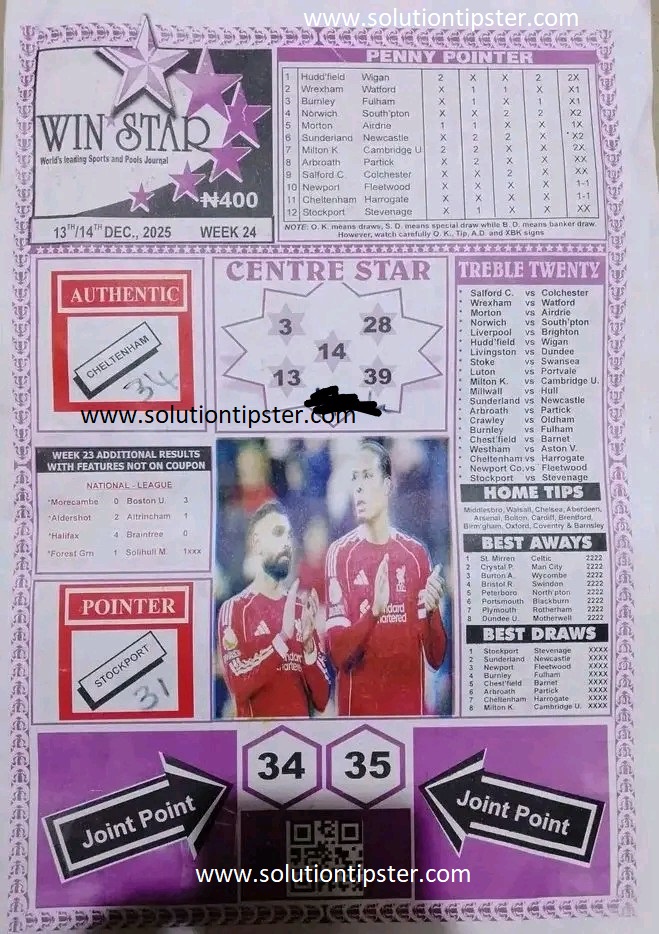 www.solutiontipster.com
WIN STAR
World's leading Sports and Pools Journal
₦400
13TH/14TH DEC., 2025 WEEK 24
PENNY POINTER
1 Hudd'field Wigan 2 X X 2 2X
2 Wrexham Watford X 1 1 X X1
3 Burnley Fulham X 1 X 1 X1
4 Norwich South'pton X X 2 2 X2
5 Morton Airdrie 1 1 X X 1X
6 Sunderland Newcastle X 2 2 X X2
7 Milton K. Cambridge U 2 2 X X 2X
8 Arbroath Partick X 2 X X XX
9 Salford C. Colchester X X 2 X XX
10 Newport Fleetwood X X X X 1-1
11 Cheltenham Harrogate X X X X 1-1
12 Stockport Stevenage X 1 X X XX
NOTE: O. K. means draws, S. D. means special draw while B. D. means banker draw.
However, watch carefully O. K., Tip, A.D and XBK signs
AUTHENTIC
CHELTENHAM
34
CENTRE STAR
3
28
14
13
39
www.solutiontipster.com
TREBLE TWENTY
* Salford C. vs Colchester
* Wrexham vs Watford
* Morton vs Airdrie
* Norwich vs South'pton
* Liverpool vs Brighton
* Hudd'field vs Wigan
* Livingston vs Dundee
* Stoke vs Swansea
* Luton vs Portvale
* Milton K. vs Cambridge U.
* Millwall vs Hull
* Sunderland vs Newcastle
* Arbroath vs Partick
* Crawley vs Oldham
* Burnley vs Fulham
* Chest'field vs Barnet
* Westham vs Aston V.
* Cheltenham vs Harrogate
* Newport Co. vs Fleetwood
* Stockport vs Stevenage
WEEK 23 ADDITIONAL RESULTS
WITH FEATURES NOT ON COUPON
NATIONAL - LEAGUE
*Morecambe 0 Boston U. 3
*Aldershot 2 Altrincham 1
*Halifax 4 Braintree 0
*Forest Grn 1 Solihull M. 1xxx
POINTER
STOCKPORT
31
HOME TIPS
Middlesbro, Walsall, Chelsea, Aberdeen,
Arsenal, Bolton, Cardiff, Brentford,
Birm'gham, Oxford, Coventry & Barnsley
BEST AWAYS
1 St. Mirren Celtic 2222
2 Crystal P. Man City 2222
3 Burton A. Wycombe 2222
4 Bristol R. Swindon 2222
5 Peterboro North'pton 2222
6 Portsmouth Blackburn 2222
7 Plymouth Rotherham 2222
8 Dundee U. Motherwell 2222
BEST DRAWS
1 Stockport Stevenage XXXX
2 Sunderland Newcastle XXXX
3 Newport Fleetwood XXXX
4 Burnley Fulham XXXX
5 Chest'field Barnet XXXX
6 Arbroath Partick XXXX
7 Cheltenham Harrogate XXXX
8 Milton K. Cambridge U. XXXX
Joint Point
34
35
Joint Point
www.solutiontipster.com